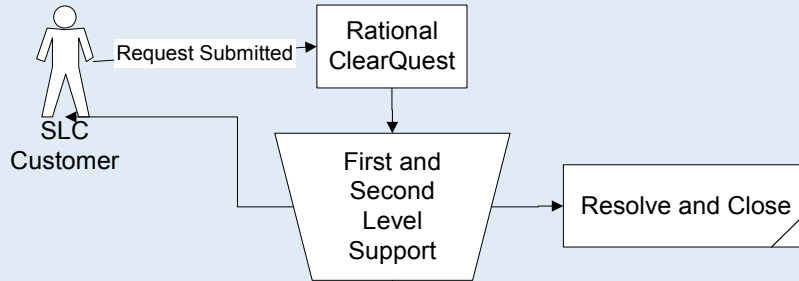 Request Submitted
Rational
ClearQuest
SLC
Customer
First and
Second
Level
Support
Resolve and Close